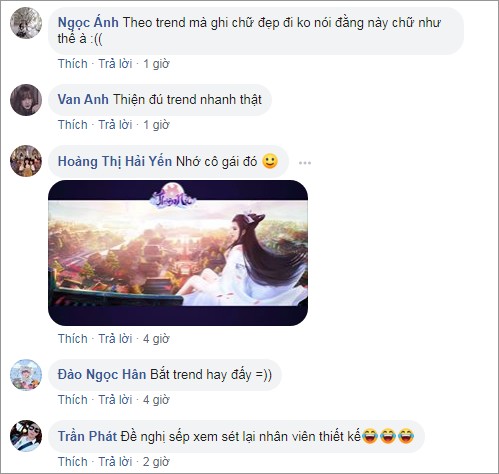 Ngọc Ánh Theo trend mà ghi chữ đẹp đi ko nói đằng này chữ như
thế à :((
Thích · Trả lời · 1 giờ
Van Anh Thiện đú trend nhanh thật
Thích · Trả lời · 1 giờ
Hoàng Thị Hải Yến Nhớ cô gái đó 🙂
Thích · Trả lời · 4 giờ
Đào Ngọc Hân Bắt trend hay đấy =))
Thích · Trả lời · 4 giờ
Trần Phát Đề nghị sếp xem sét lại nhân viên thiết kế😂😂😂
Thích · Trả lời · 2 giờ